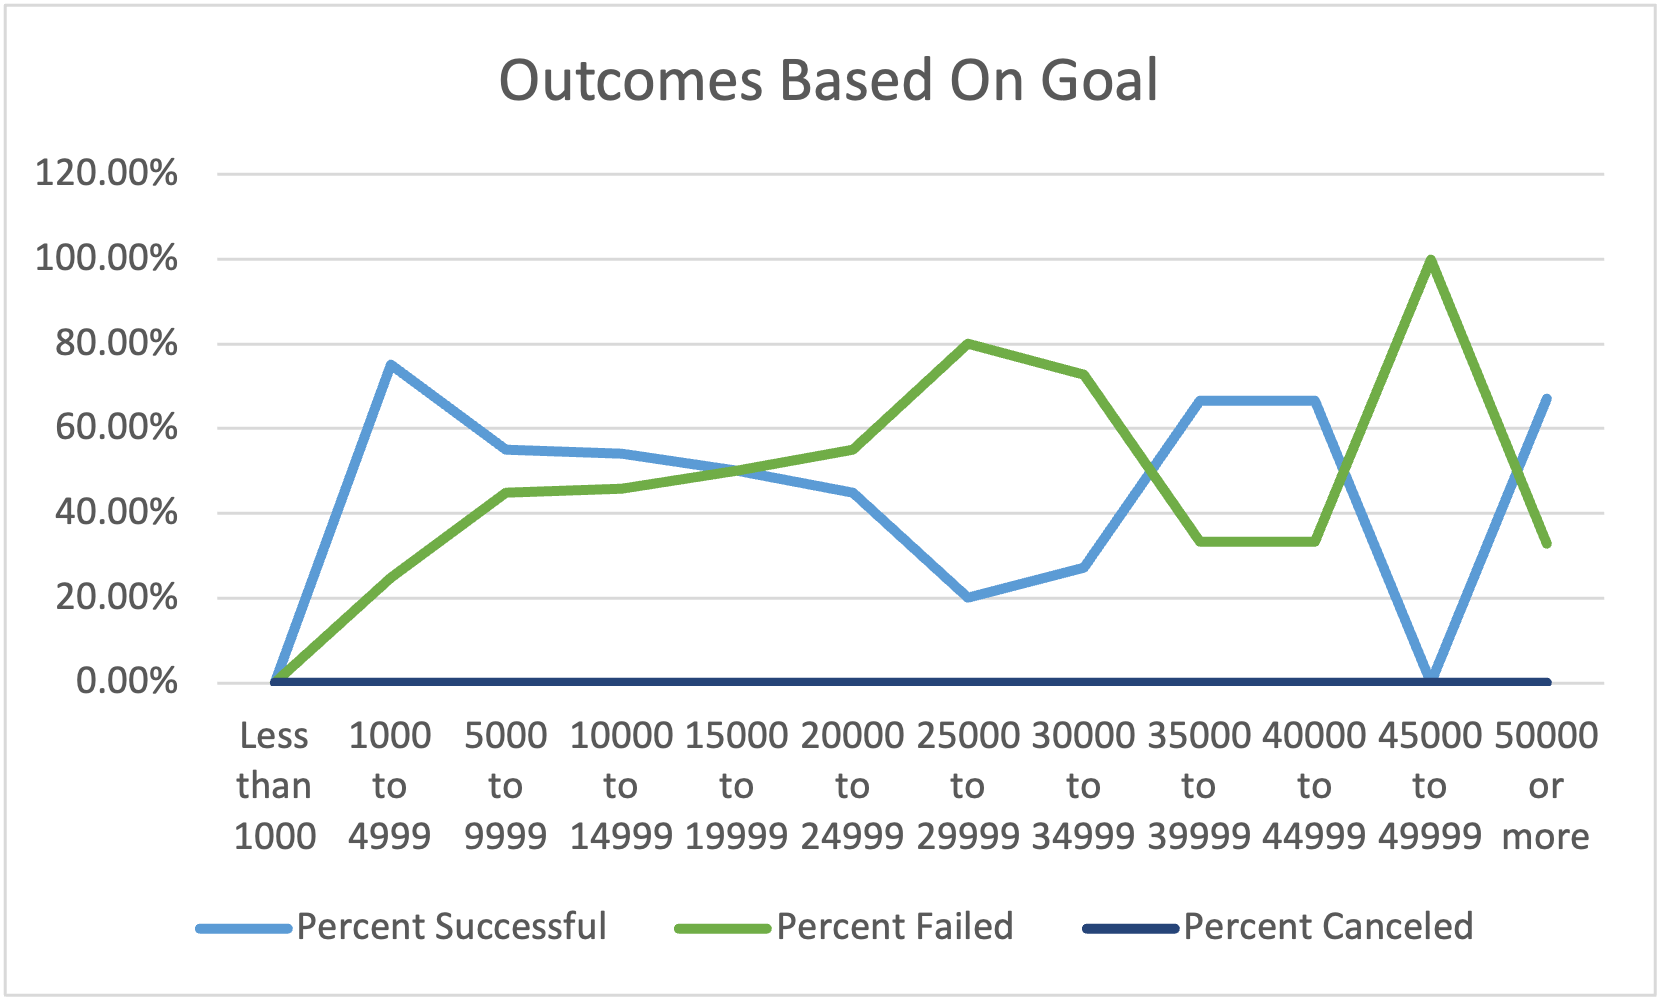 Outcomes Based On Goal
120.00%
100.00%
80.00%
60.00%
40.00%
20.00%
0.00%
Less than 1000
1000 to 4999
5000 to 9999
10000 to 14999
15000 to 19999
20000 to 24999
25000 to 29999
30000 to 34999
35000 to 39999
40000 to 44999
45000 to 49999
50000 or more
Percent Successful
Percent Failed
Percent Canceled